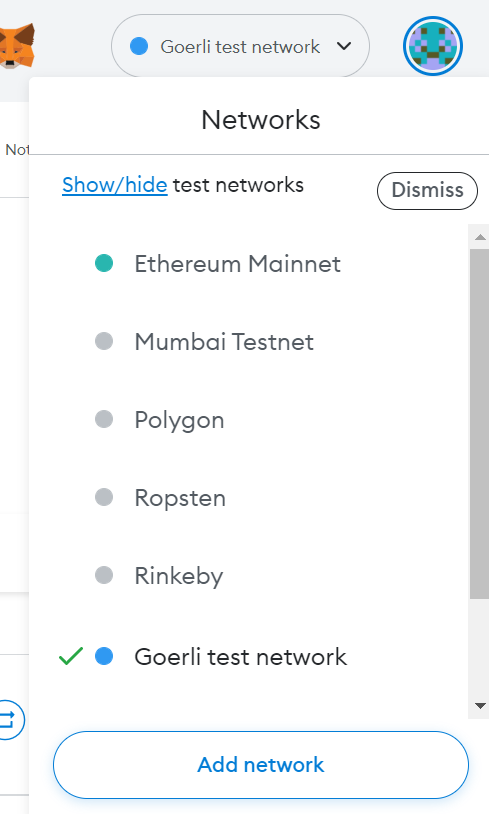 Goerli test network
Networks
Show/hide test networks
Dismiss
Ethereum Mainnet
Mumbai Testnet
Polygon
Ropsten
Rinkeby
Goerli test network
Add network